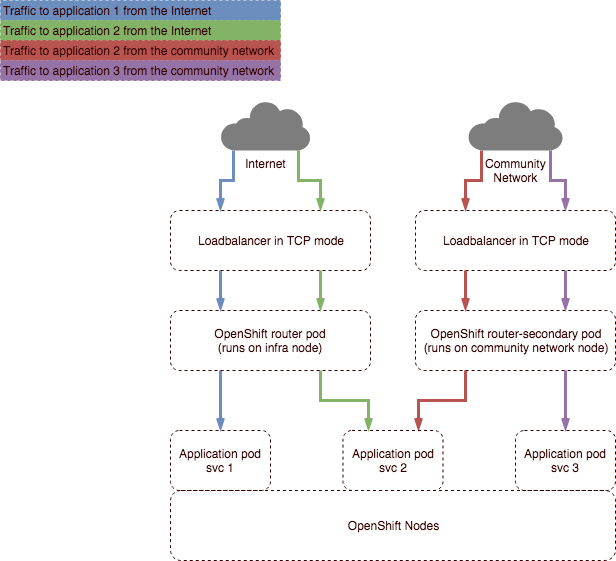 Traffic to application 1 from the Internet
Traffic to application 2 from the Internet
Traffic to application 2 from the community network
Traffic to application 3 from the community network
Internet
Community
Network
Loadbalancer in TCP mode
Loadbalancer in TCP mode
OpenShift router pod
(runs on infra node)
OpenShift router-secondary pod
(runs on community network node)
Application pod
svc 1
Application pod
svc 2
Application pod
svc 3
OpenShift Nodes